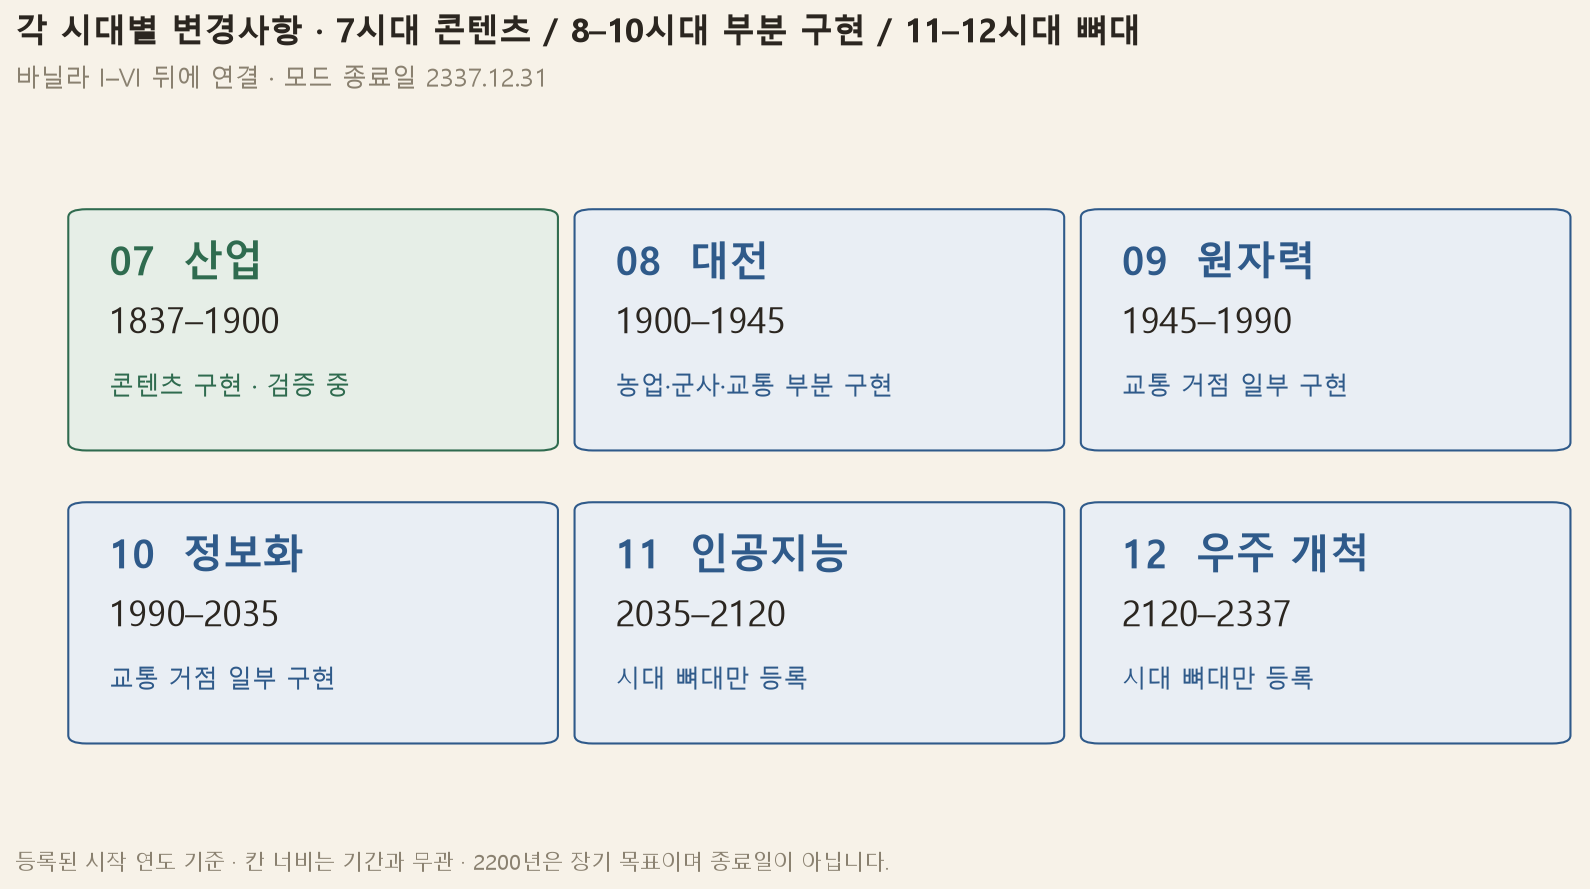 각 시대별 변경사항 · 7시대 콘텐츠 / 8–10시대 부분 구현 / 11–12시대 뼈대
바닐라 I–VI 뒤에 연결 · 모드 종료일 2337.12.31
07 산업
1837–1900
콘텐츠 구현 · 검증 중
08 대전
1900–1945
농업·군사·교통 부분 구현
09 원자력
1945–1990
교통 거점 일부 구현
10 정보화
1990–2035
교통 거점 일부 구현
11 인공지능
2035–2120
시대 뼈대만 등록
12 우주 개척
2120–2337
시대 뼈대만 등록
등록된 시작 연도 기준 · 칸 너비는 기간과 무관 · 2200년은 장기 목표이며 종료일이 아닙니다.